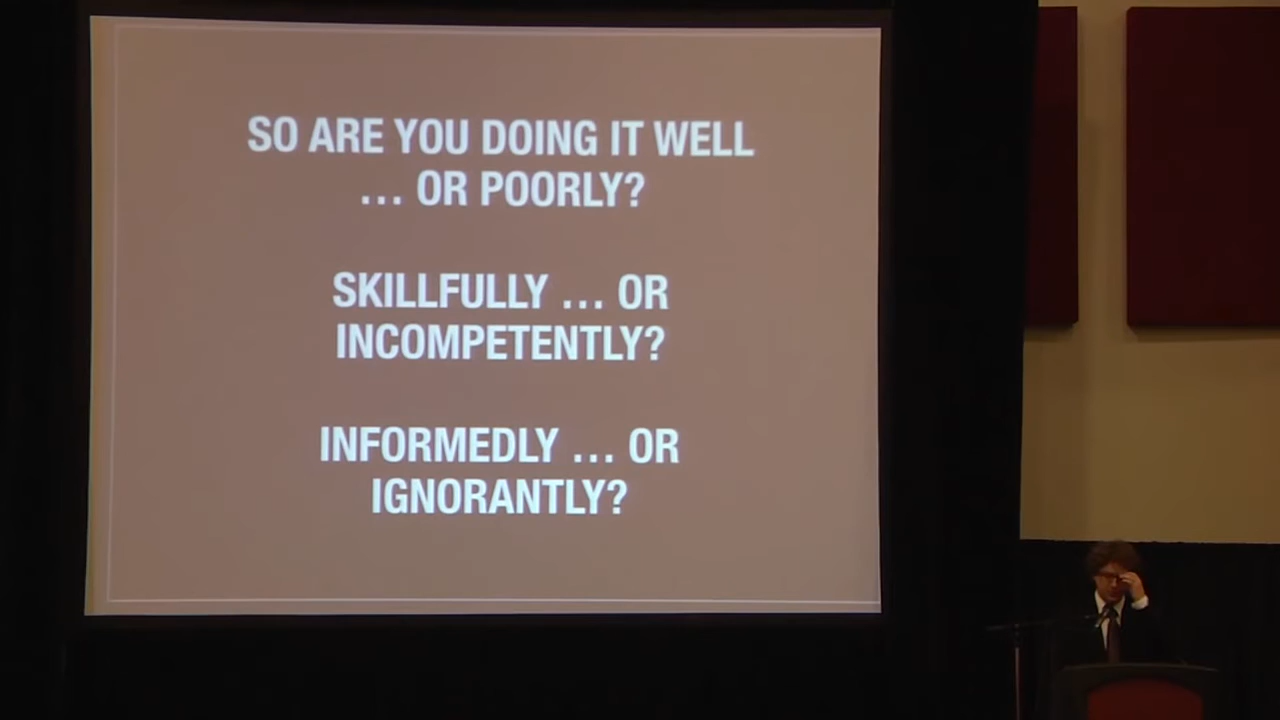 SO ARE YOU DOING IT WELL
... OR POORLY?
SKILLFULLY ... OR
INCOMPETENTLY?
INFORMEDLY ... OR
IGNORANTLY?